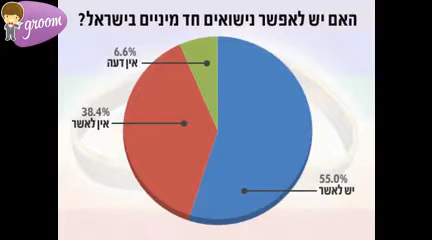 groom
האם יש לאפשר נישואים חד מיניים בישראל?
6.6%
אין דעה
38.4%
אין לאשר
55.0%
יש לאשר